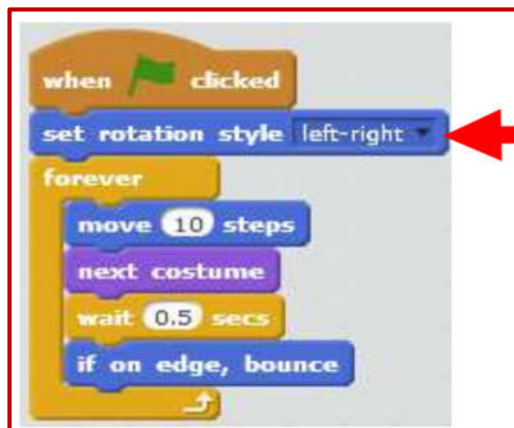 when clicked
set rotation style left-right
forever
move 10 steps
next costume
wait 0.5 secs
if on edge, bounce